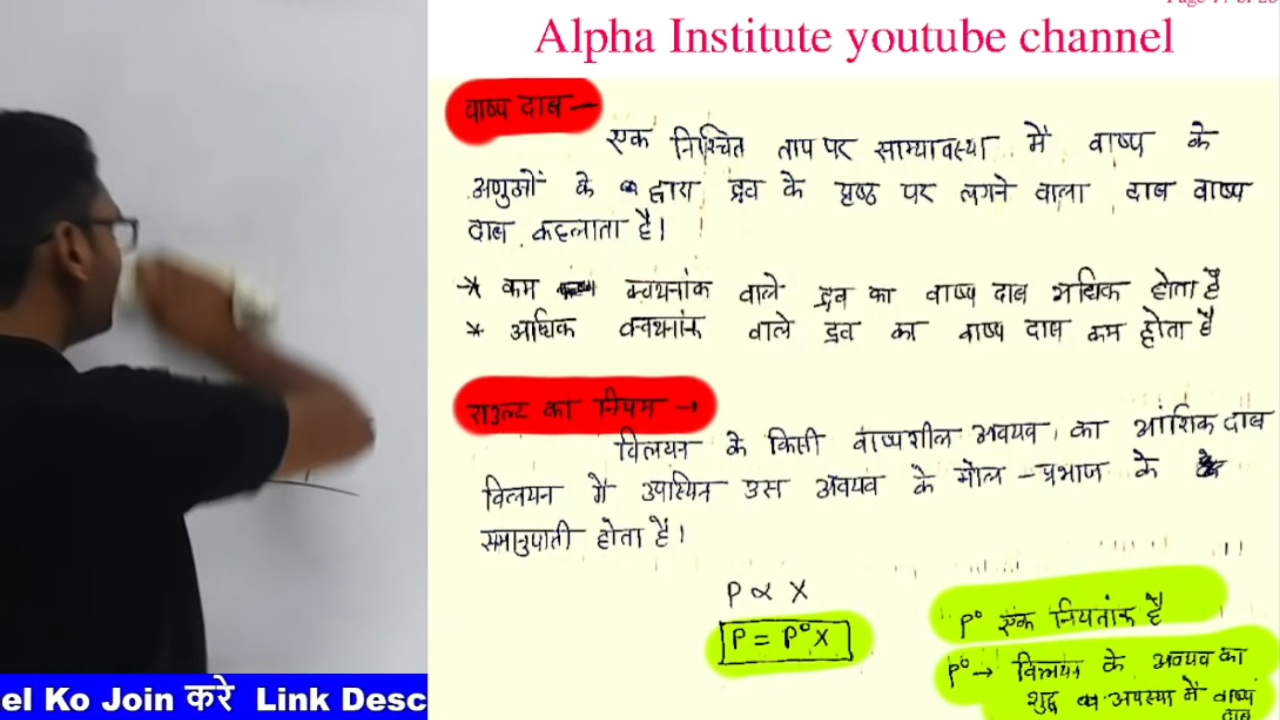 Alpha Institute youtube channel
वाष्प दाब →
एक निश्चित ताप पर साम्यावस्था में वाष्प के
अणुओं के द्वारा द्रव के पृष्ठ पर लगने वाला दाब वाष्प
दाब कहलाता है।
→* कम क्वथनांक वाले द्रव का वाष्प दाब अधिक होता है
* अधिक क्वथनांक वाले द्रव का वाष्प दाब कम होता है
राउल्ट का नियम →
विलयन के किसी वाष्पशील अवयव का आंशिक दाब
विलयन में उपस्थित उस अवयव के मोल - प्रभाज के
समानुपाती होता है।
P ∝ X
P = P° X
P° एक नियतांक है
P° → विलयन के अवयव का
शुद्ध अवस्था में वाष्प
दाब
el Ko Join करे Link Desc